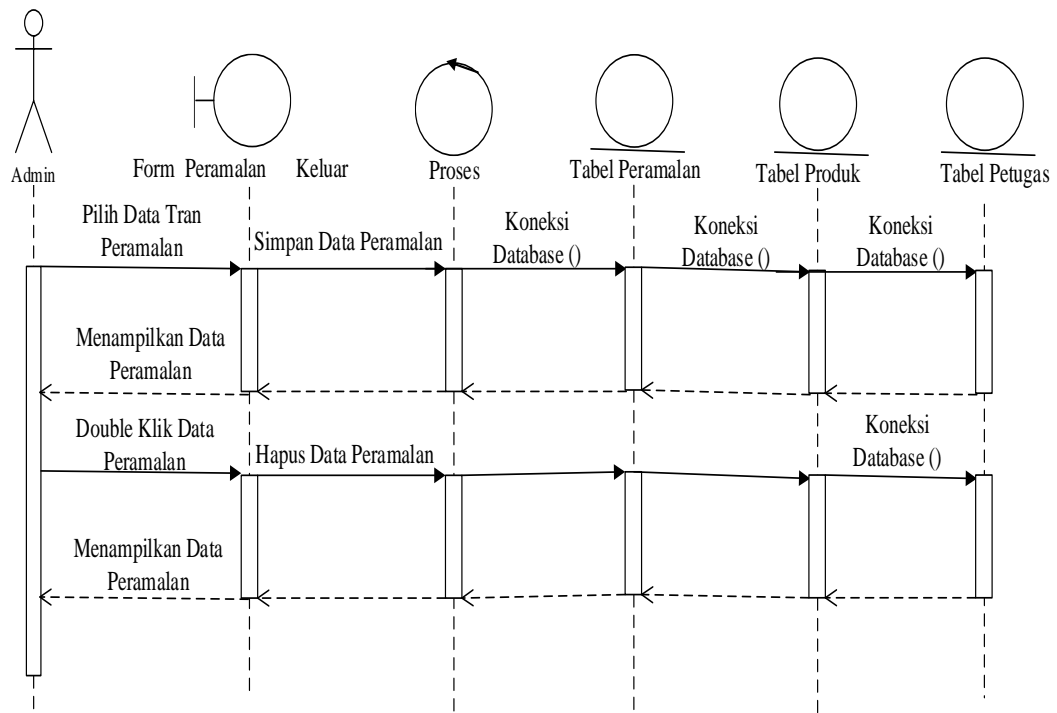 Admin
Form Peramalan Keluar
Proses
Tabel Peramalan
Tabel Produk
Tabel Petugas
Pilih Data Tran
Peramalan
Simpan Data Peramalan
Koneksi
Database ()
Koneksi
Database ()
Koneksi
Database ()
Menampilkan Data
Peramalan
Double Klik Data
Peramalan
Hapus Data Peramalan
Koneksi
Database ()
Menampilkan Data
Peramalan